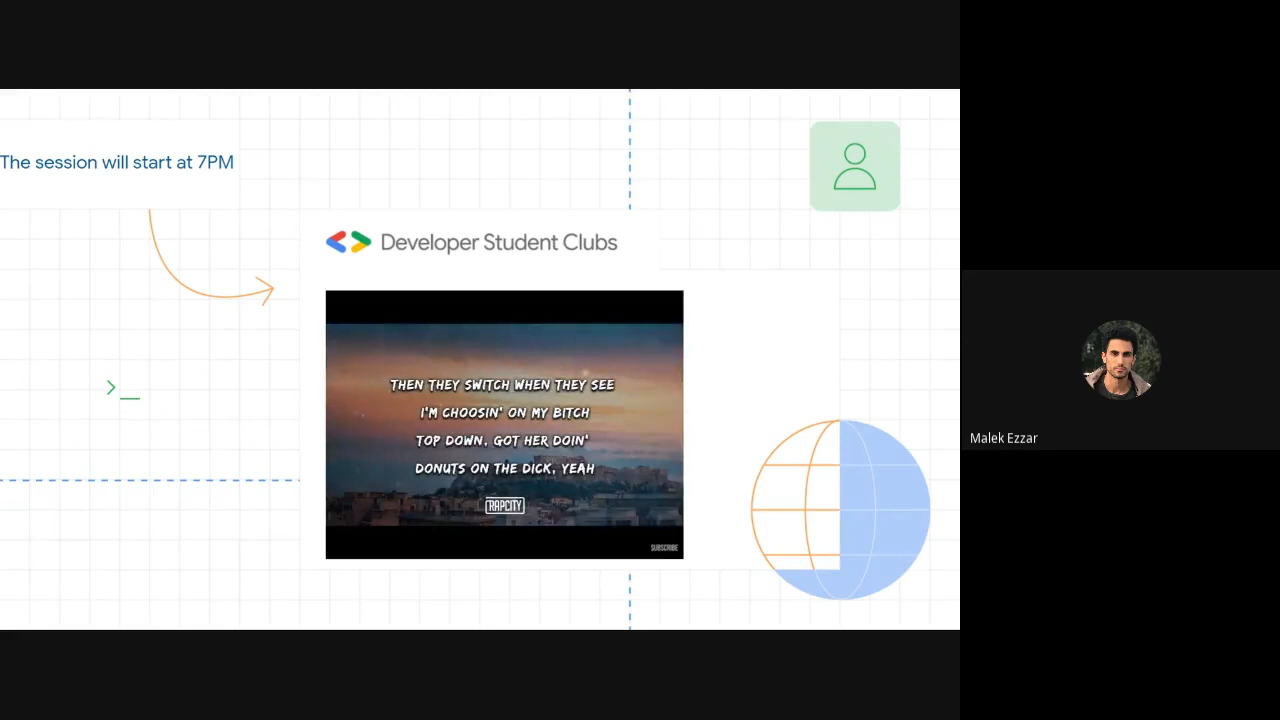 The session will start at 7PM
Developer Student Clubs
THEN THEY SWITCH WHEN THEY SEE
I'M CHOOSIN' ON MY BITCH
TOP DOWN, GOT HER DOIN'
DONUTS ON THE DICK, YEAH
RAPCITY
SUBSCRIBE
Malek Ezzar